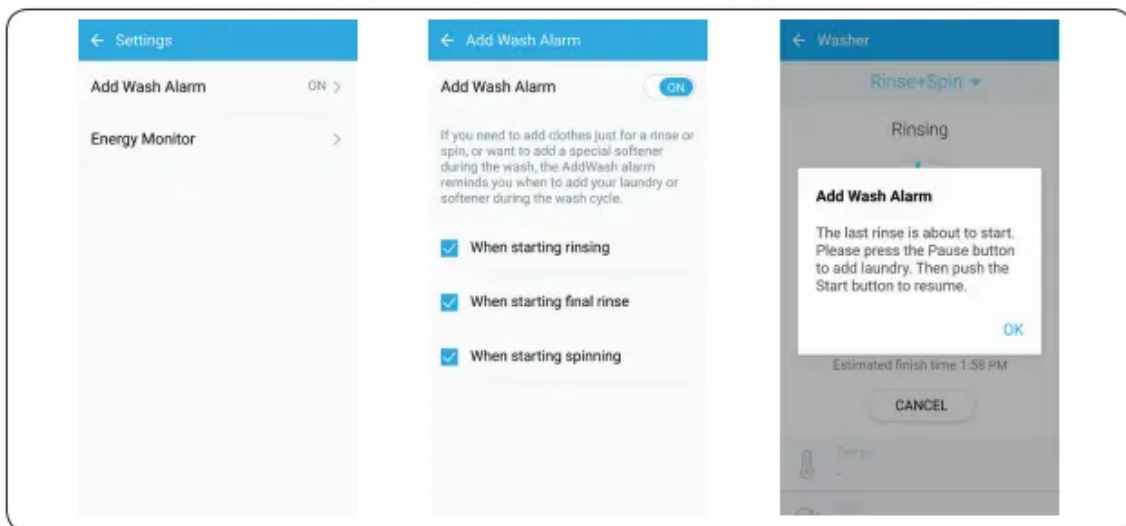 Settings
Add Wash Alarm ON
Energy Monitor
Add Wash Alarm
Add Wash Alarm ON
If you need to add clothes just for a rinse or
spin, or want to add a special softener
during the wash, the AddWash alarm
reminds you when to add your laundry or
softener during the wash cycle.
When starting rinsing
When starting final rinse
When starting spinning
Washer
Rinse+Spin
Rinsing
Add Wash Alarm
The last rinse is about to start.
Please press the Pause button
to add laundry. Then push the
Start button to resume.
OK
Estimated finish time 1:58 PM
CANCEL
Temp